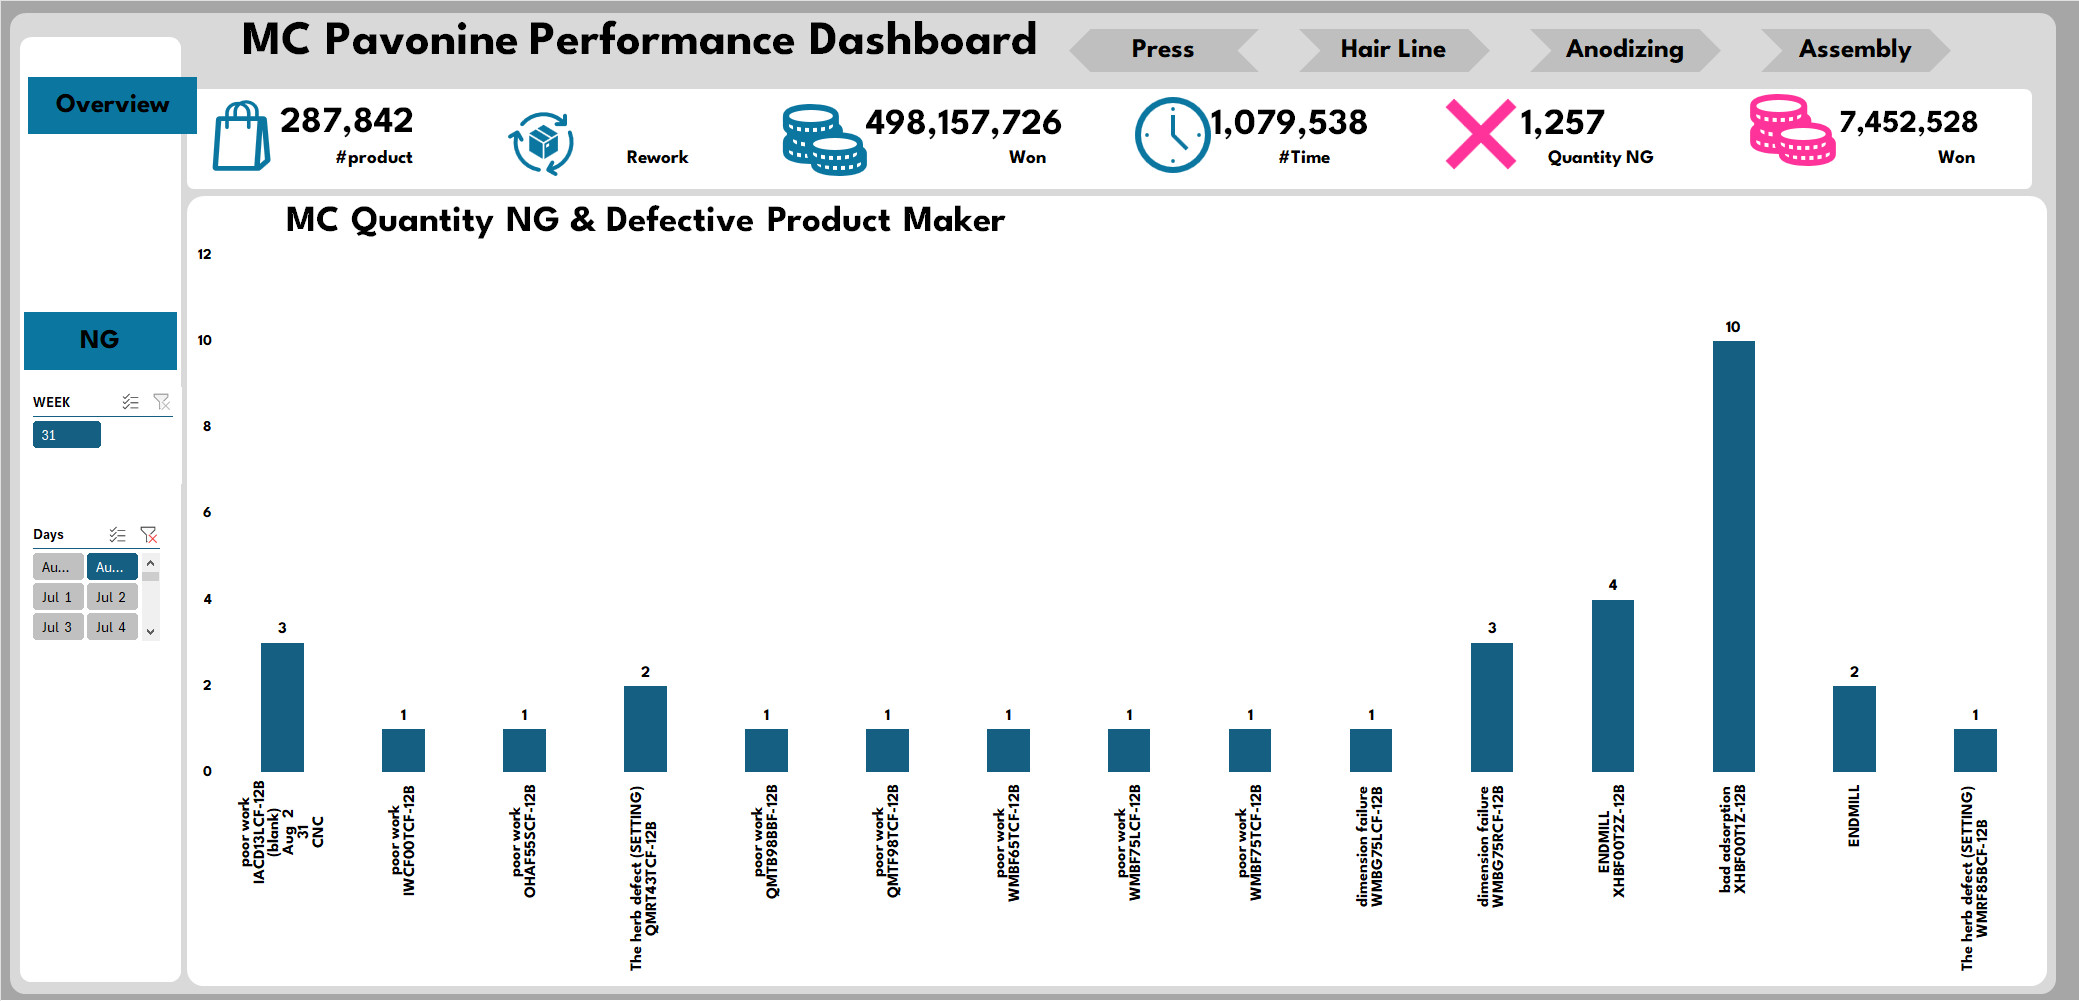 MC Pavonine Performance Dashboard
Press
Hair Line
Anodizing
Assembly
Overview
287,842
#product
Rework
498,157,726
Won
1,079,538
#Time
1,257
Quantity NG
7,452,528
Won
NG
WEEK
31
Days
Au...
Au...
Jul 1
Jul 2
Jul 3
Jul 4
MC Quantity NG & Defective Product Maker
12
10
8
6
4
2
0
3
1
1
2
1
1
1
1
1
1
3
4
10
2
1
poor work
IACD13LCF-12B
(blank)
Aug 2
31
CNC
poor work
IWCF00TCF-12B
poor work
OHAF55SCF-12B
The herb defect (SETTING)
QMRT43TCF-12B
poor work
QMTB98BBF-12B
poor work
QMTF98TCF-12B
poor work
WMBF65TCF-12B
poor work
WMBF75LCF-12B
poor work
WMBF75TCF-12B
dimension failure
WMBG75LCF-12B
dimension failure
WMBG75RCF-12B
ENDMILL
XHBF00T2Z-12B
bad adsorption
XHBF00T1Z-12B
ENDMILL
The herb defect (SETTING)
WMRF85BCF-12B